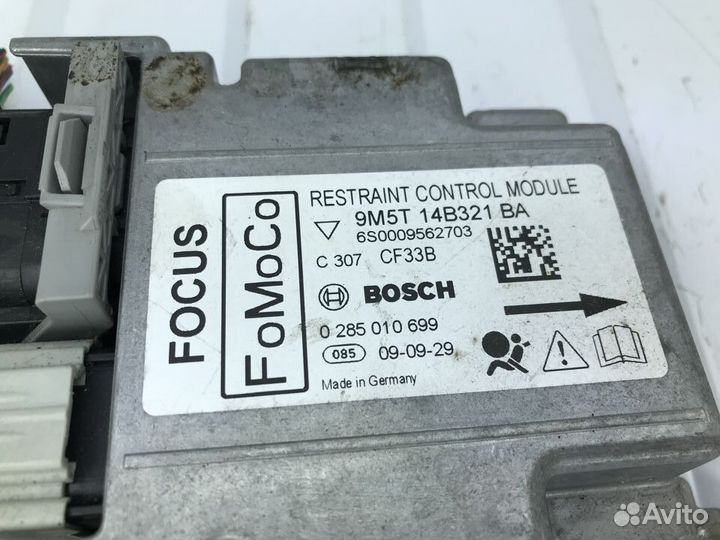 FOCUS
FoMoCo
RESTRAINT CONTROL MODULE
9M5T 14B321 BA
6S0009562703
C 307 CF33B
BOSCH
0 285 010 699
085 09-09-29
Made in Germany
Avito